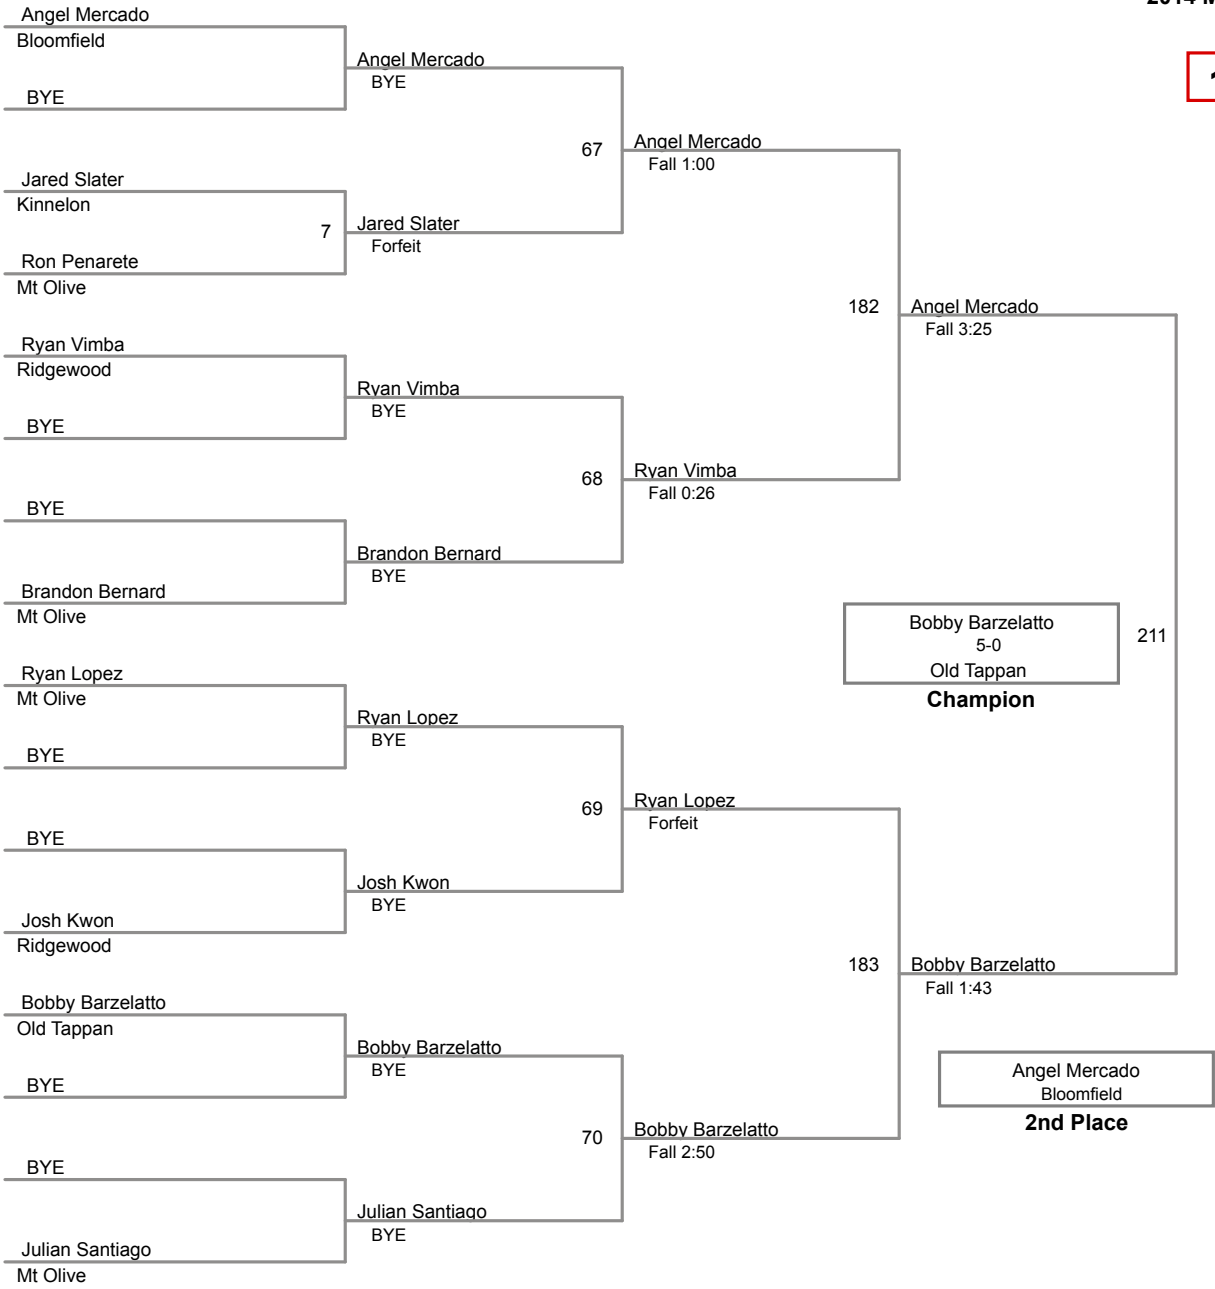 Angel Mercado
Bloomfield
BYE
Jared Slater
Kinnelon
Ron Penarete
Mt Olive
Ryan Vimba
Ridgewood
BYE
BYE
Brandon Bernard
Mt Olive
Ryan Lopez
Mt Olive
BYE
BYE
Josh Kwon
Ridgewood
Bobby Barzelatto
Old Tappan
BYE
BYE
Julian Santiago
Mt Olive
Angel Mercado
BYE
7
Jared Slater
Forfeit
Ryan Vimba
BYE
Brandon Bernard
BYE
Ryan Lopez
BYE
Josh Kwon
BYE
Bobby Barzelatto
BYE
Julian Santiago
BYE
67
Angel Mercado
Fall 1:00
68
Ryan Vimba
Fall 0:26
69
Ryan Lopez
Forfeit
70
Bobby Barzelatto
Fall 2:50
182
Angel Mercado
Fall 3:25
183
Bobby Barzelatto
Fall 1:43
211
Bobby Barzelatto
5-0
Old Tappan
Champion
Angel Mercado
Bloomfield
2nd Place